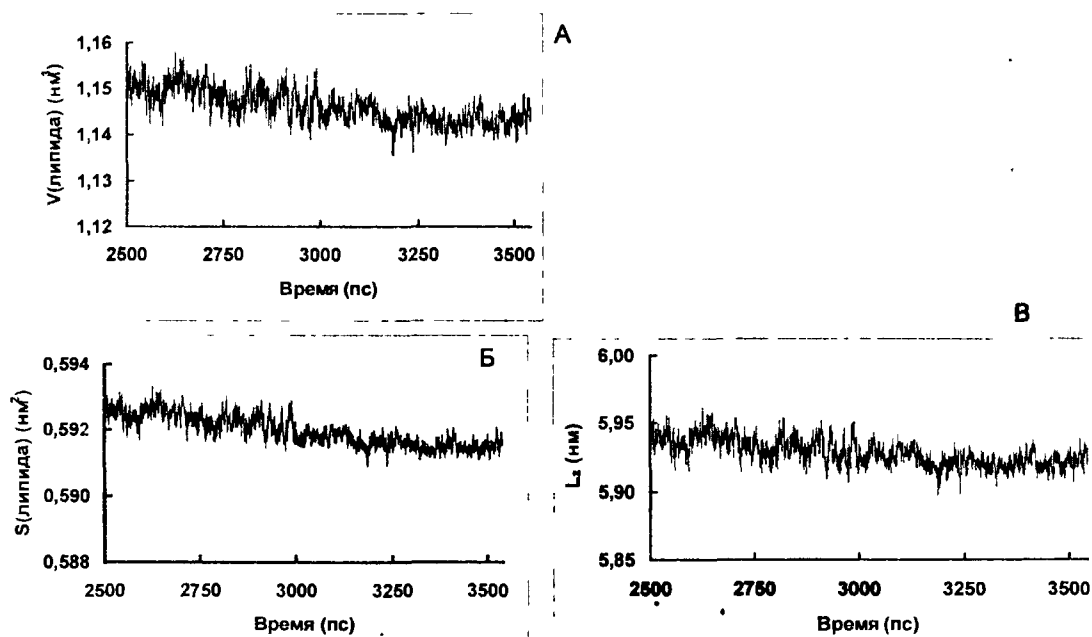 А
V(липида) (нм³)
1,16
1,15
1,14
1,13
1,12
2500 2750 3000 3250 3500
Время (пс)
Б
S(липида) (нм²)
0,594
0,592
0,590
0,588
2500 2750 3000 3250 3500
Время (пс)
В
L₂ (нм)
6,00
5,95
5,90
5,85
2500 2750 3000 3250 3500
Время (пс)